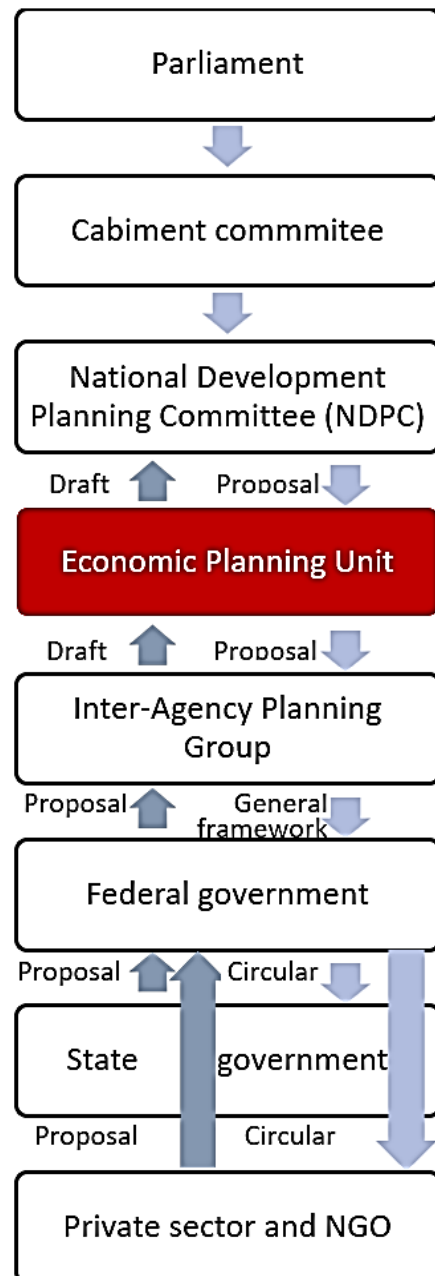 Parliament
Cabiment commmitee
National Development
Planning Committee (NDPC)
Draft Proposal
Economic Planning Unit
Draft Proposal
Inter-Agency Planning
Group
Proposal General
framework
Federal government
Proposal Circular
State government
Proposal Circular
Private sector and NGO